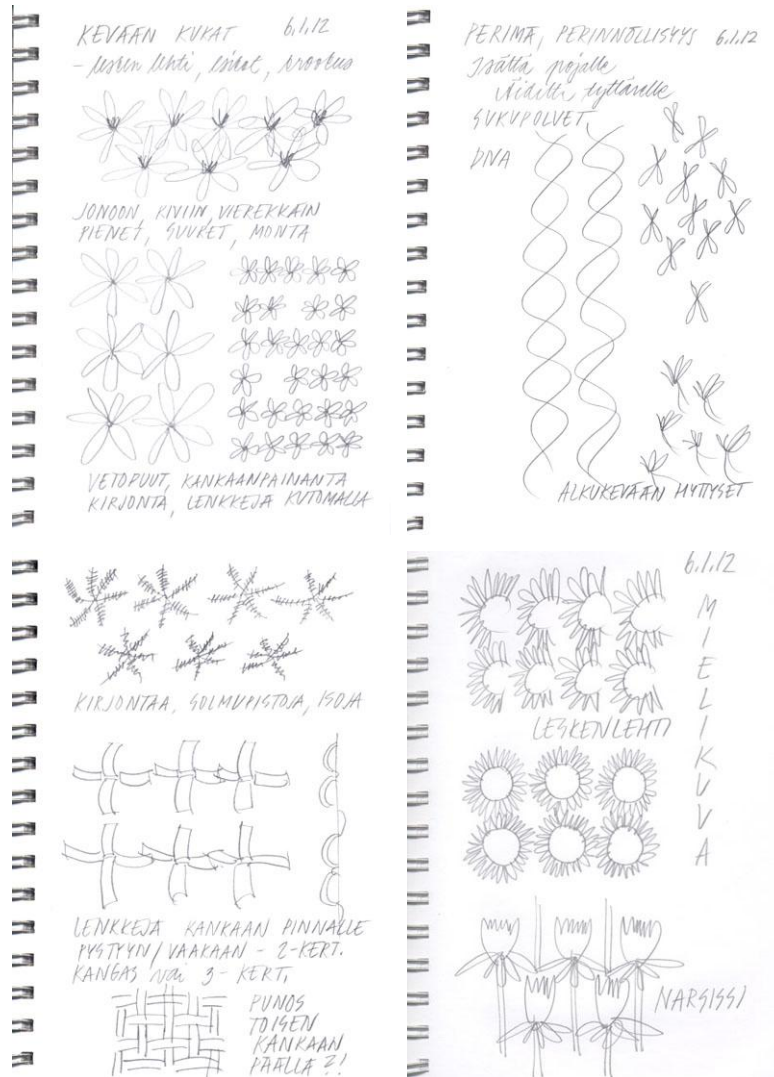 KEVÄÄN KUKAT 6.1.12
- leskenlehti, esikot, krookus
JONOON, RIVIIN, VIEREKKÄIN
PIENET, SUURET, MONTA
VETOPUUT, KANKAANPAINANTA
KIRJONTA, LENKKEJÄ KUTOMALLA
PERIMÄ, PERINNÖLLISYYS 6.1.12
Isältä pojalle
Äidiltä tyttärelle
SUKUPOLVET
DNA
ALKUKEVÄÄN HYTTYSET
KIRJONTAA, SOLMUPISTOJA, ISOJA
LENKKEJÄ KANKAAN PINNALLE
PYSTYYN/VAAKAAN - 2-KERT.
KANGAS vai 3-KERT.
PUNOS
TOISEN
KANKAAN
PÄÄLLÄ ?!
6.1.12
MIELIKUVA
LESKENLEHTI
NARSISSI